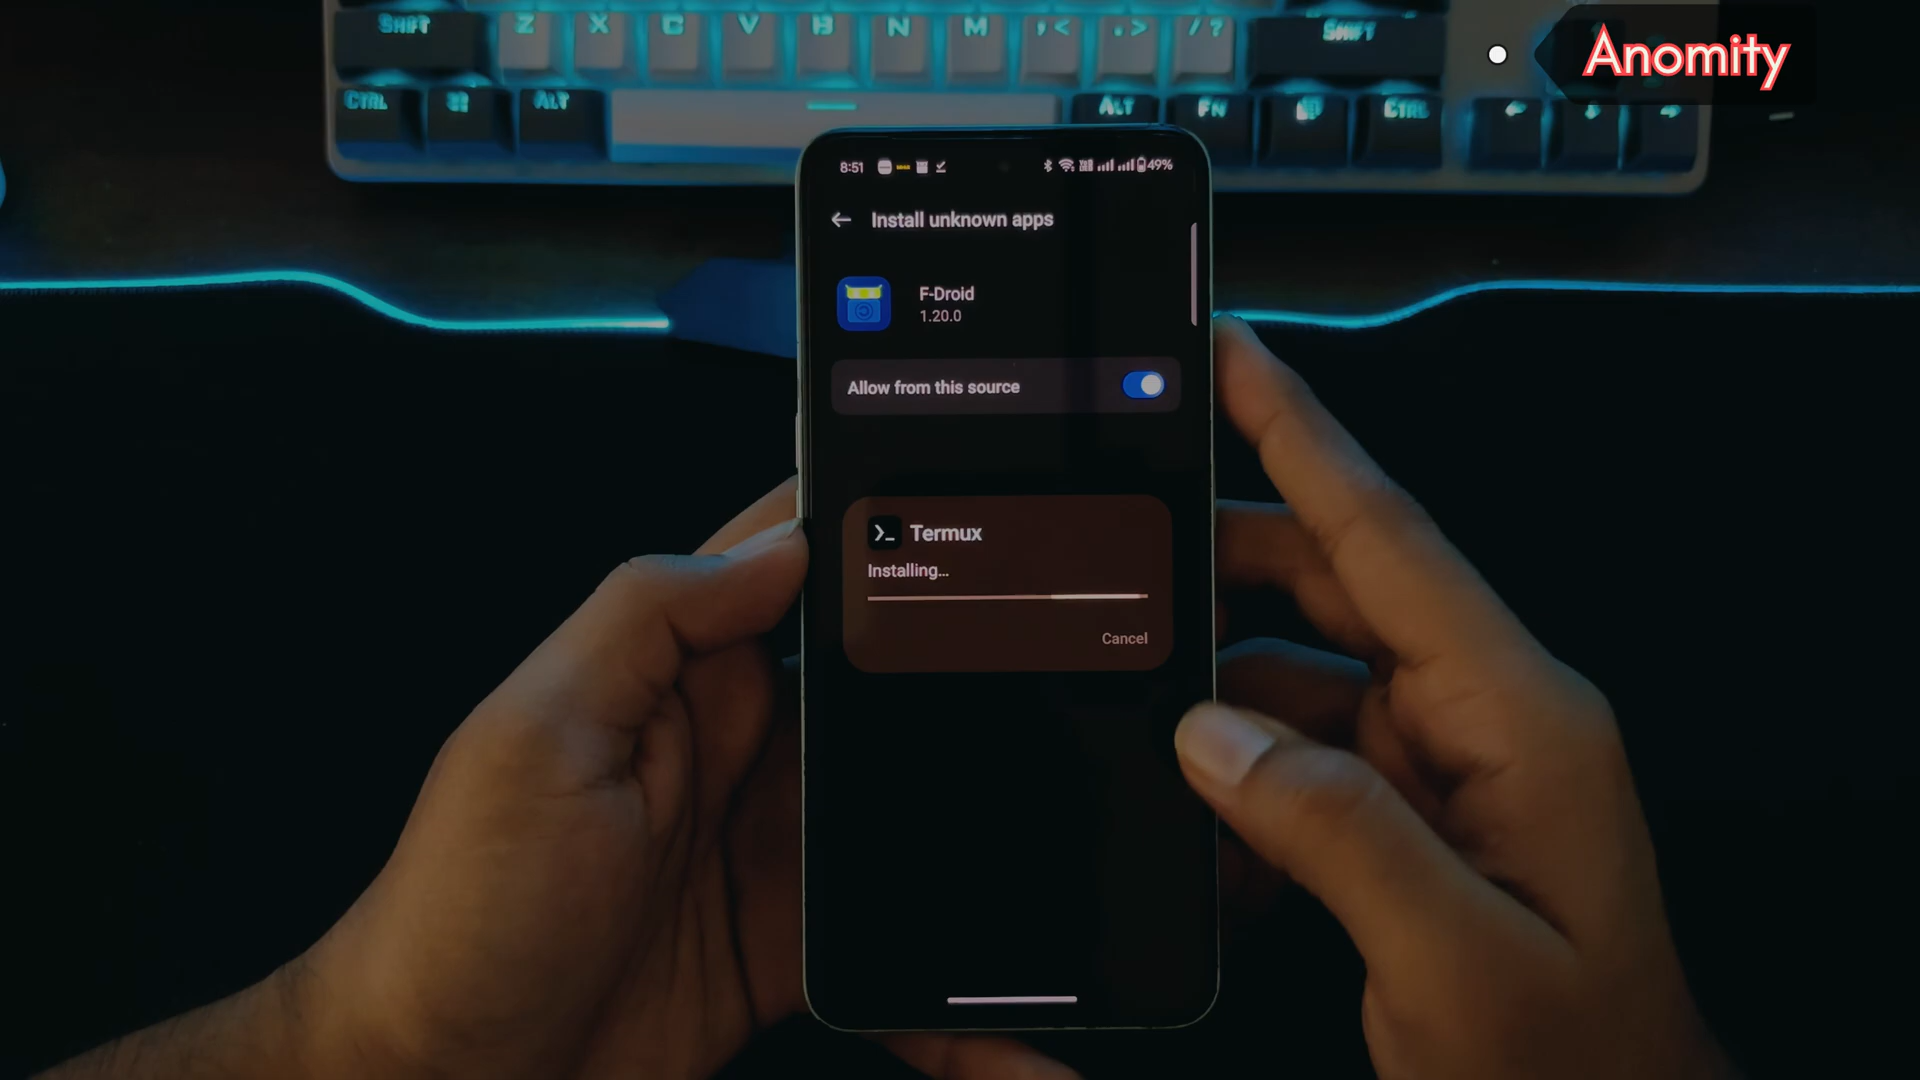 SHIFT Z X C V B N M , < . > / ? SHIFT
Anomity
CTRL ALT ALT FN CTRL
8:51 49%
Install unknown apps
F-Droid
1.20.0
Allow from this source
>_ Termux
Installing...
Cancel